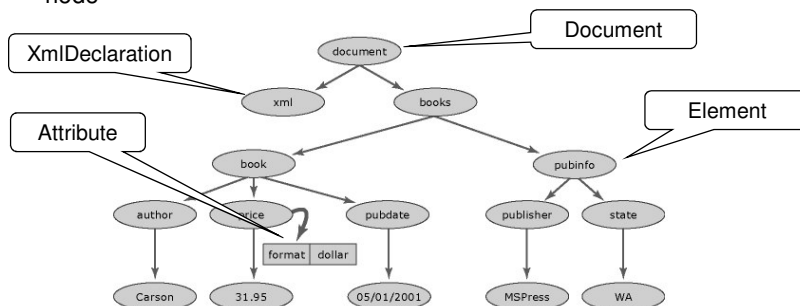 node
Document
XmlDeclaration
document
xml
books
Element
Attribute
book
pubinfo
author
price
pubdate
publisher
state
format dollar
Carson
31.95
05/01/2001
MSPress
WA